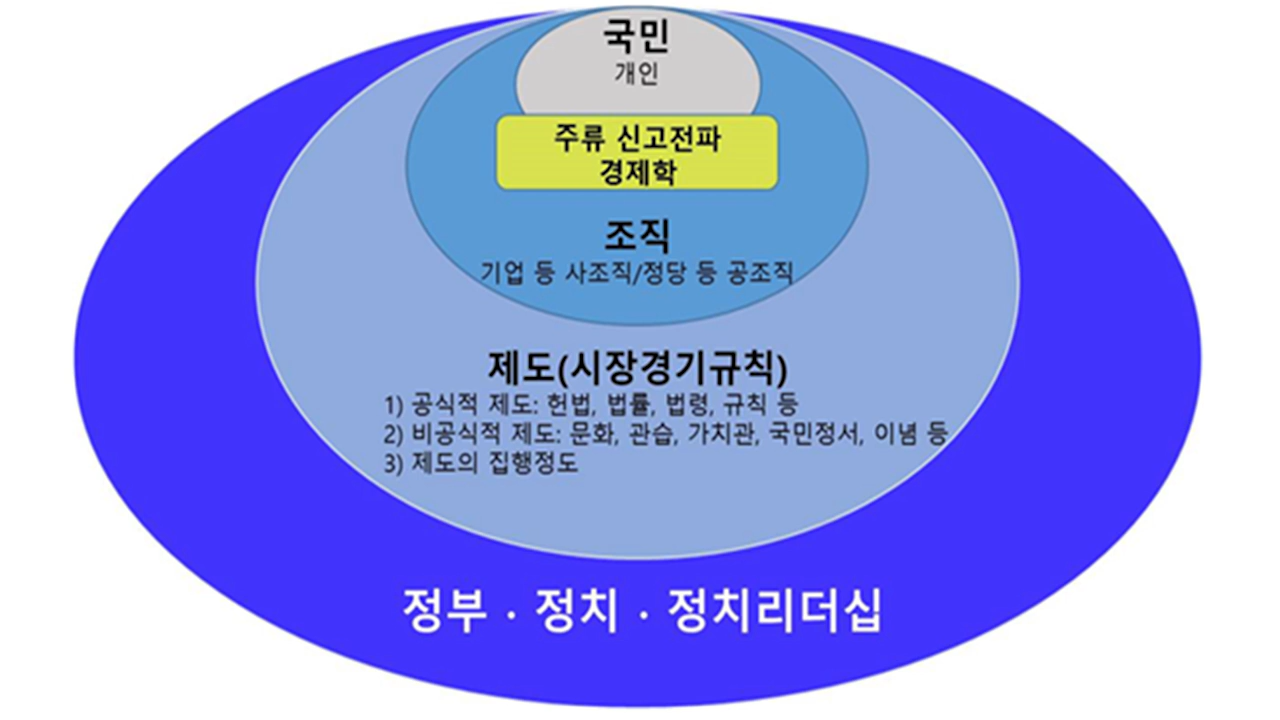 국민
개인
주류 신고전파
경제학
조직
기업 등 사조직/정당 등 공조직
제도(시장경기규칙)
1) 공식적 제도: 헌법, 법률, 법령, 규칙 등
2) 비공식적 제도: 문화, 관습, 가치관, 국민정서, 이념 등
3) 제도의 집행정도
정부 · 정치 · 정치리더십